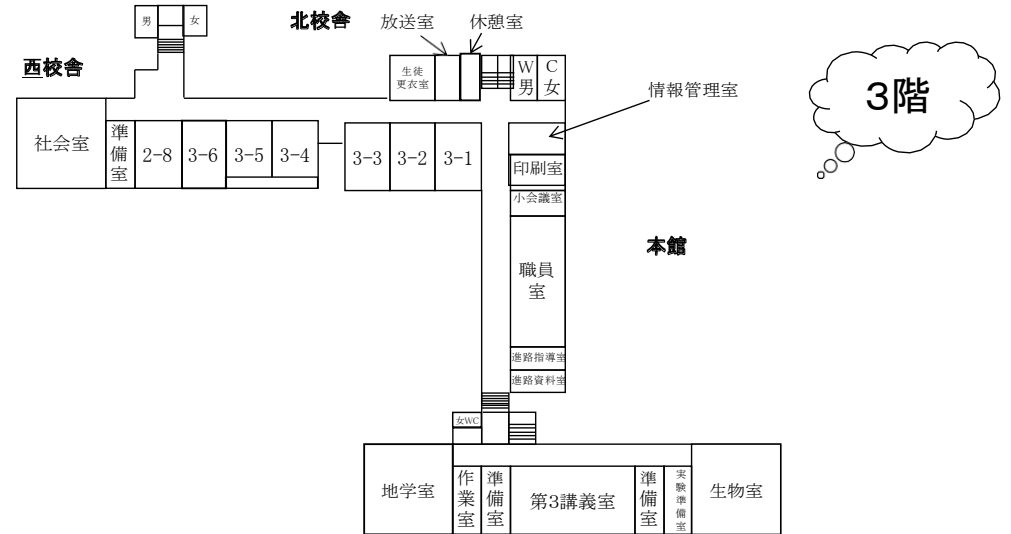 男 女
北校舎
放送室 休憩室
西校舎
生徒
更衣室
W C
男 女
情報管理室
3階
社会室
準備室
2-8 3-6 3-5 3-4
3-3 3-2 3-1
印刷室
小会議室
本館
職員
室
進路指導室
進路資料室
女WC
地学室
作業室
準備室
第3講義室
準備室
実験準備室
生物室